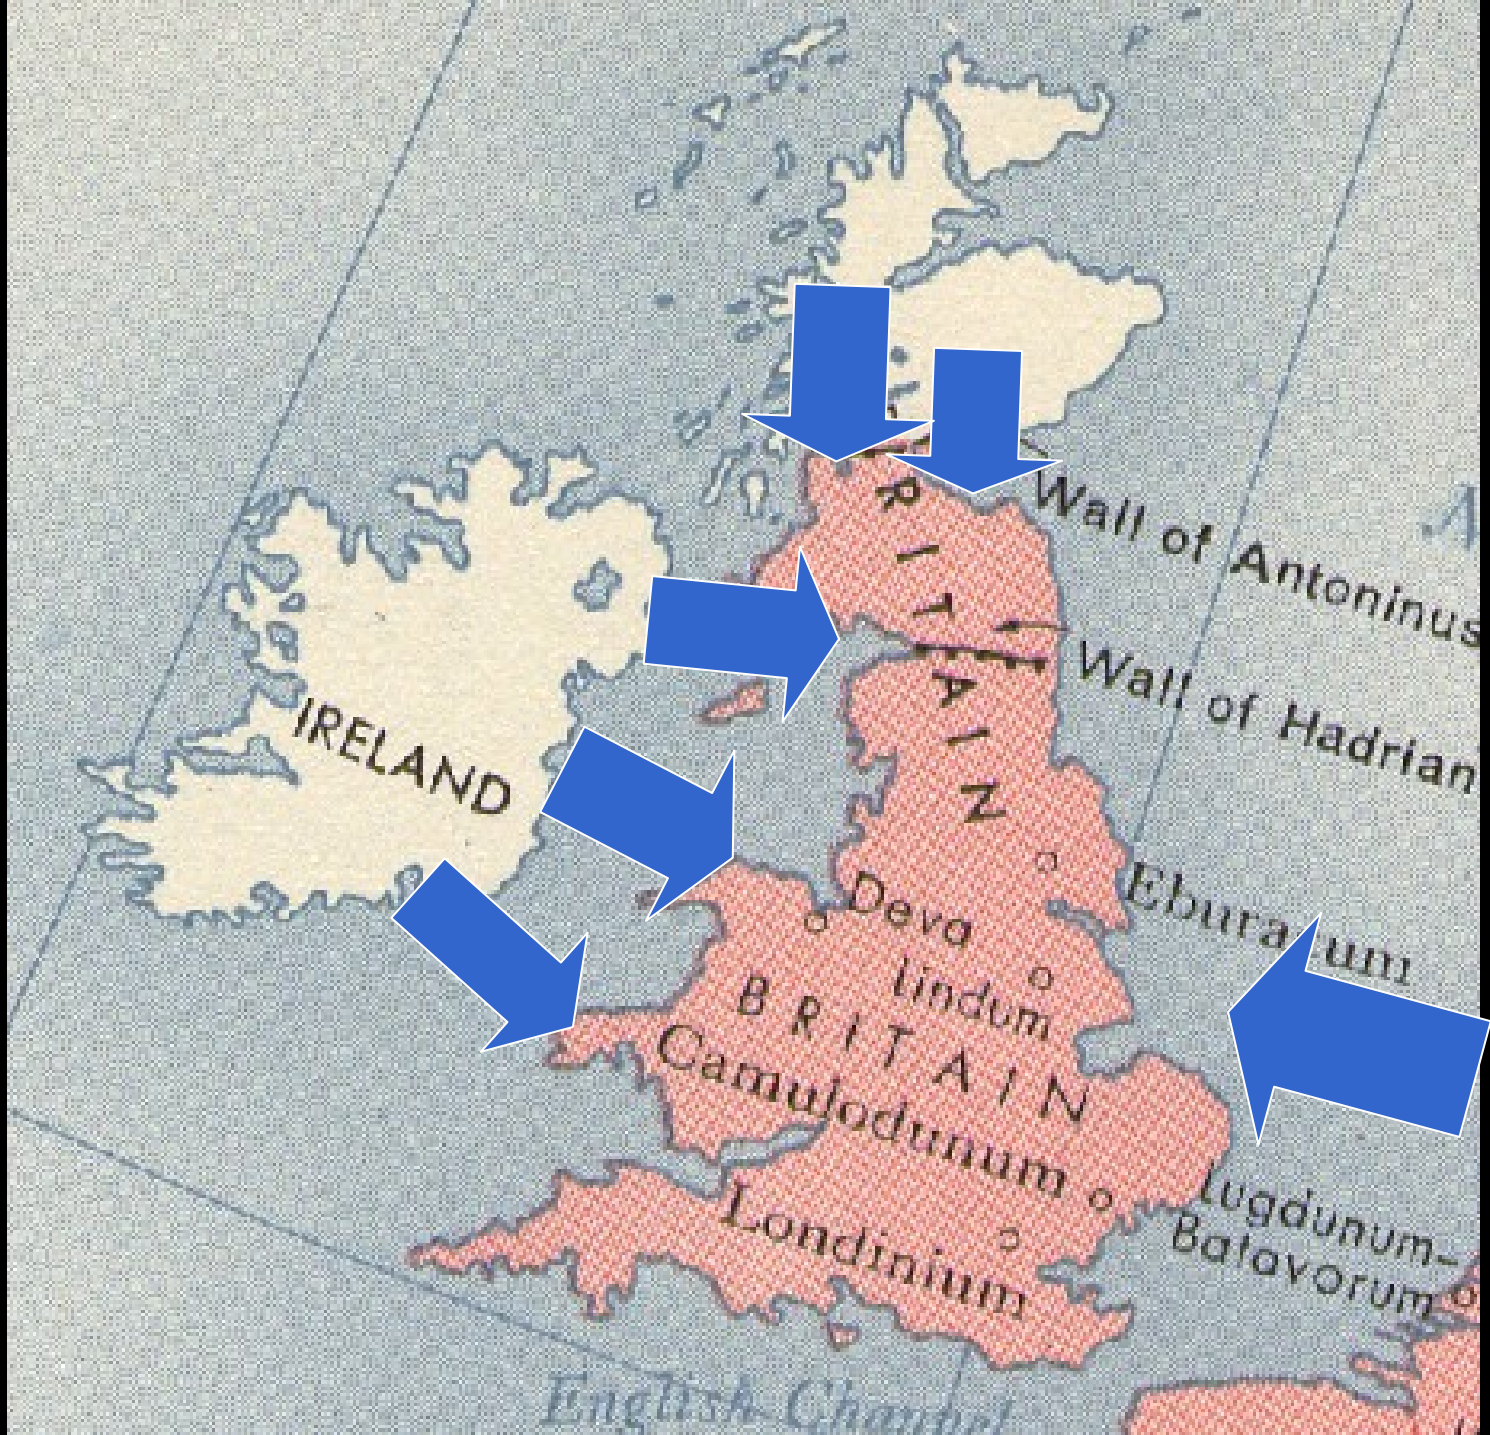 BRITAIN
Wall of Antoninus
Wall of Hadrian
IRELAND
Eburacum
Deva
Lindum
BRITAIN
Camulodunum
Lugdunum-
Batavorum
Londinium
English Channel